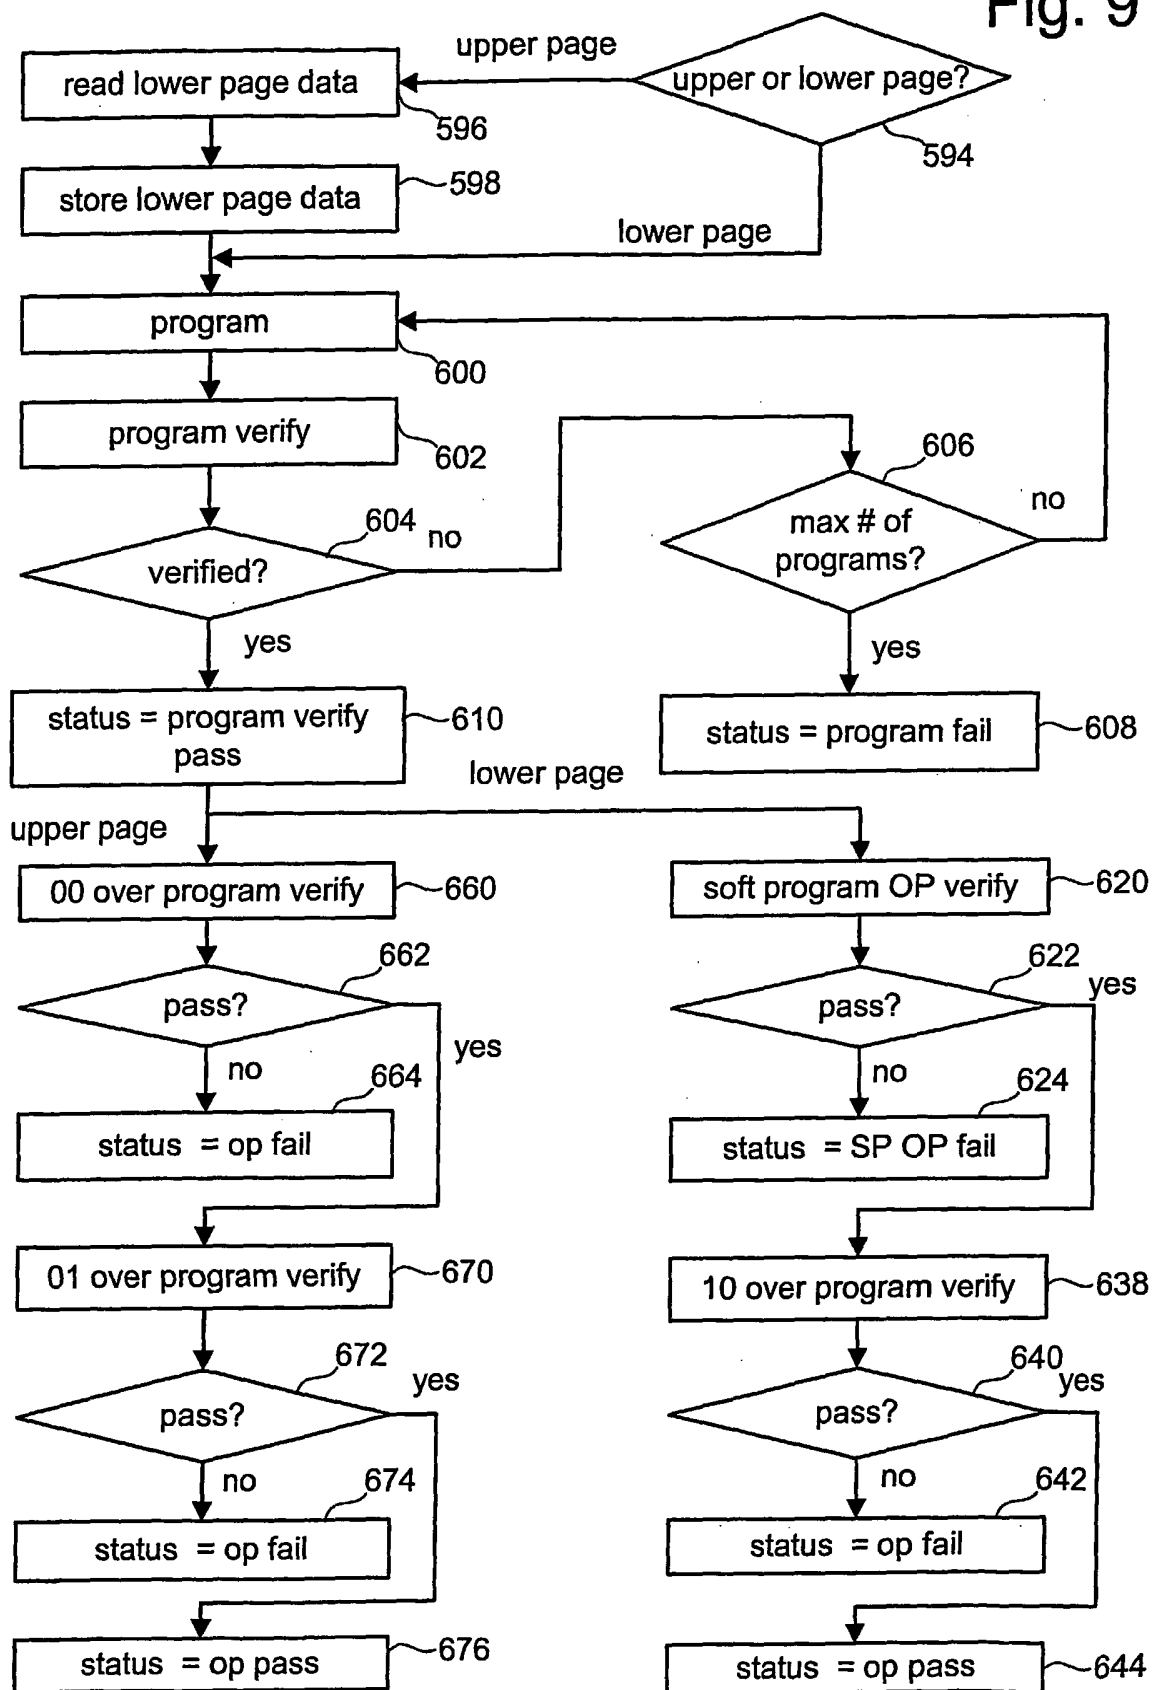 Fig. 9
upper page
upper or lower page?
read lower page data
596
594
store lower page data
598
lower page
program
600
program verify
602
606
max # of
programs?
no
604
no
verified?
yes
yes
status = program verify
pass
610
status = program fail
608
lower page
upper page
00 over program verify
660
soft program OP verify
620
662
pass?
yes
622
pass?
yes
no
664
status = op fail
no
624
status = SP OP fail
01 over program verify
670
10 over program verify
638
672
pass?
yes
640
pass?
yes
no
674
status = op fail
no
642
status = op fail
status = op pass
676
status = op pass
644